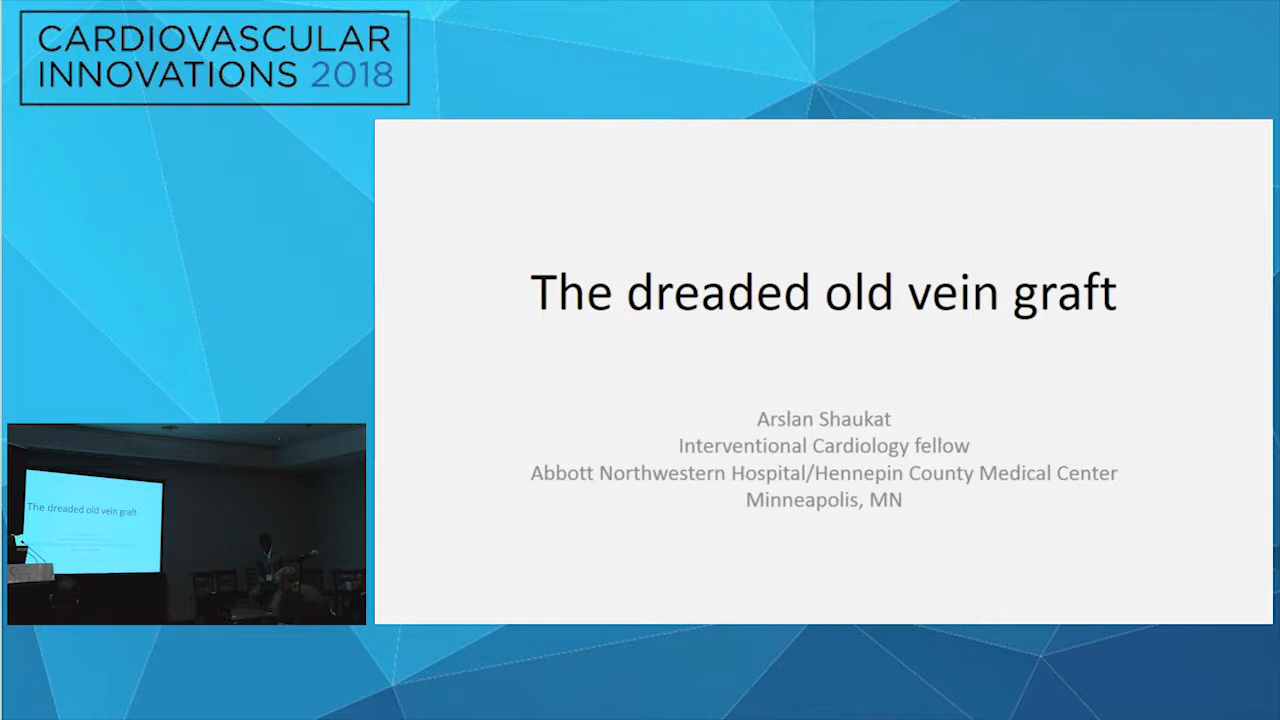 CARDIOVASCULAR
INNOVATIONS 2018
The dreaded old vein graft
Arslan Shaukat
Interventional Cardiology fellow
Abbott Northwestern Hospital/Hennepin County Medical Center
Minneapolis, MN
The dreaded old vein graft